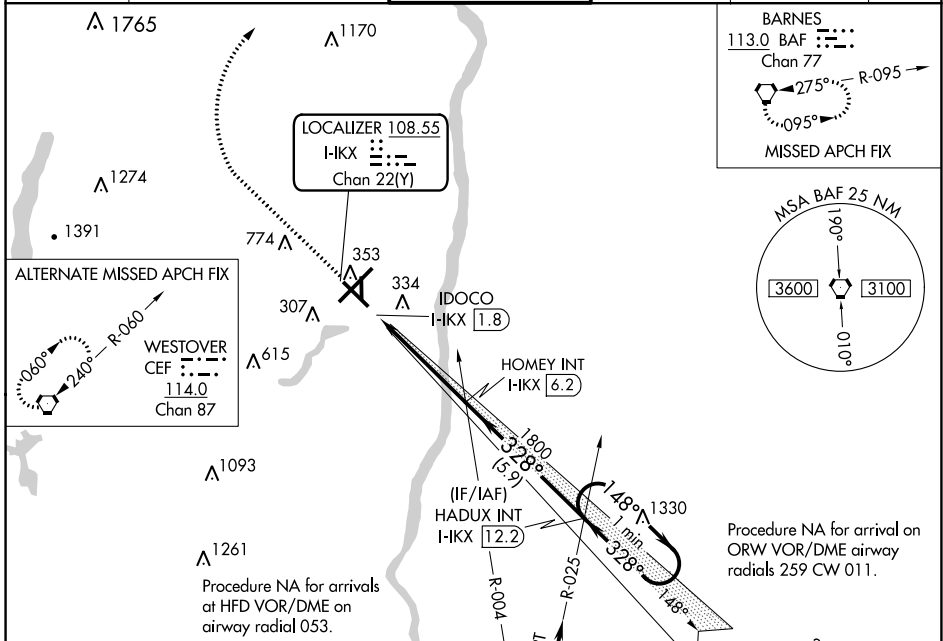 1765
1170
BARNES
113.0 BAF
Chan 77
275°
R-095
095°
MISSED APCH FIX
LOCALIZER 108.55
I-IKX
Chan 22(Y)
1274
1391
774
353
334
307
615
MSA BAF 25 NM
190°
3600
3100
010°
ALTERNATE MISSED APCH FIX
R-060
060°
240°
WESTOVER
CEF
114.0
Chan 87
IDOCO
I-IKX 1.8
HOMEY INT
I-IKX 6.2
1800
328°
(5.9)
1093
(IF/IAF)
HADUX INT
I-IKX 12.2
148°
1330
1 min
328°
148°
1261
R-004
R-025
Procedure NA for arrival on
ORW VOR/DME airway
radials 259 CW 011.
Procedure NA for arrivals
at HFD VOR/DME on
airway radial 053.